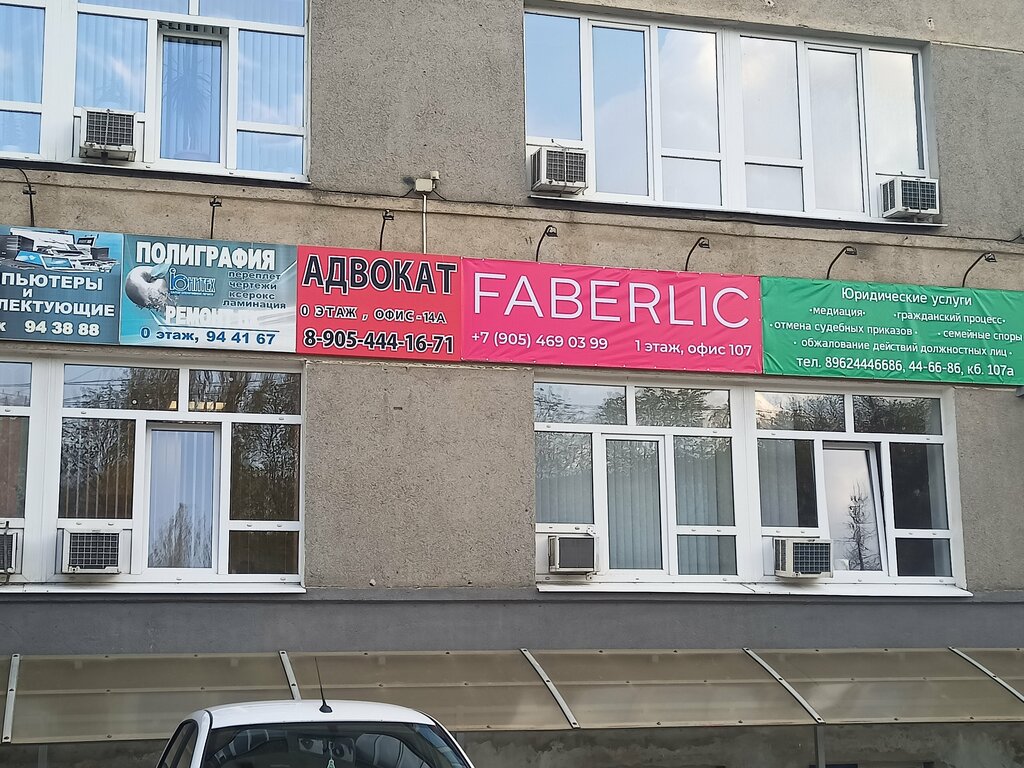 ПЬЮТЕРЫ
И
ЛЕКТУЮЩИЕ
94 38 88
ПОЛИГРАФИЯ
ЮНИТЕХ
переплет
чертежи
ксерокс
ламинация
0 этаж, 94 41 67
АДВОКАТ
0 ЭТАЖ , ОФИС -14А
8-905-444-16-71
FABERLIC
+7 (905) 469 03 99
1 этаж, офис 107
Юридические услуги
•медиация• •гражданский процесс•
•отмена судебных приказов • • семейные споры
• обжалование действий должностных лиц •
тел. 89624446686, 44-66-86, кб. 107а